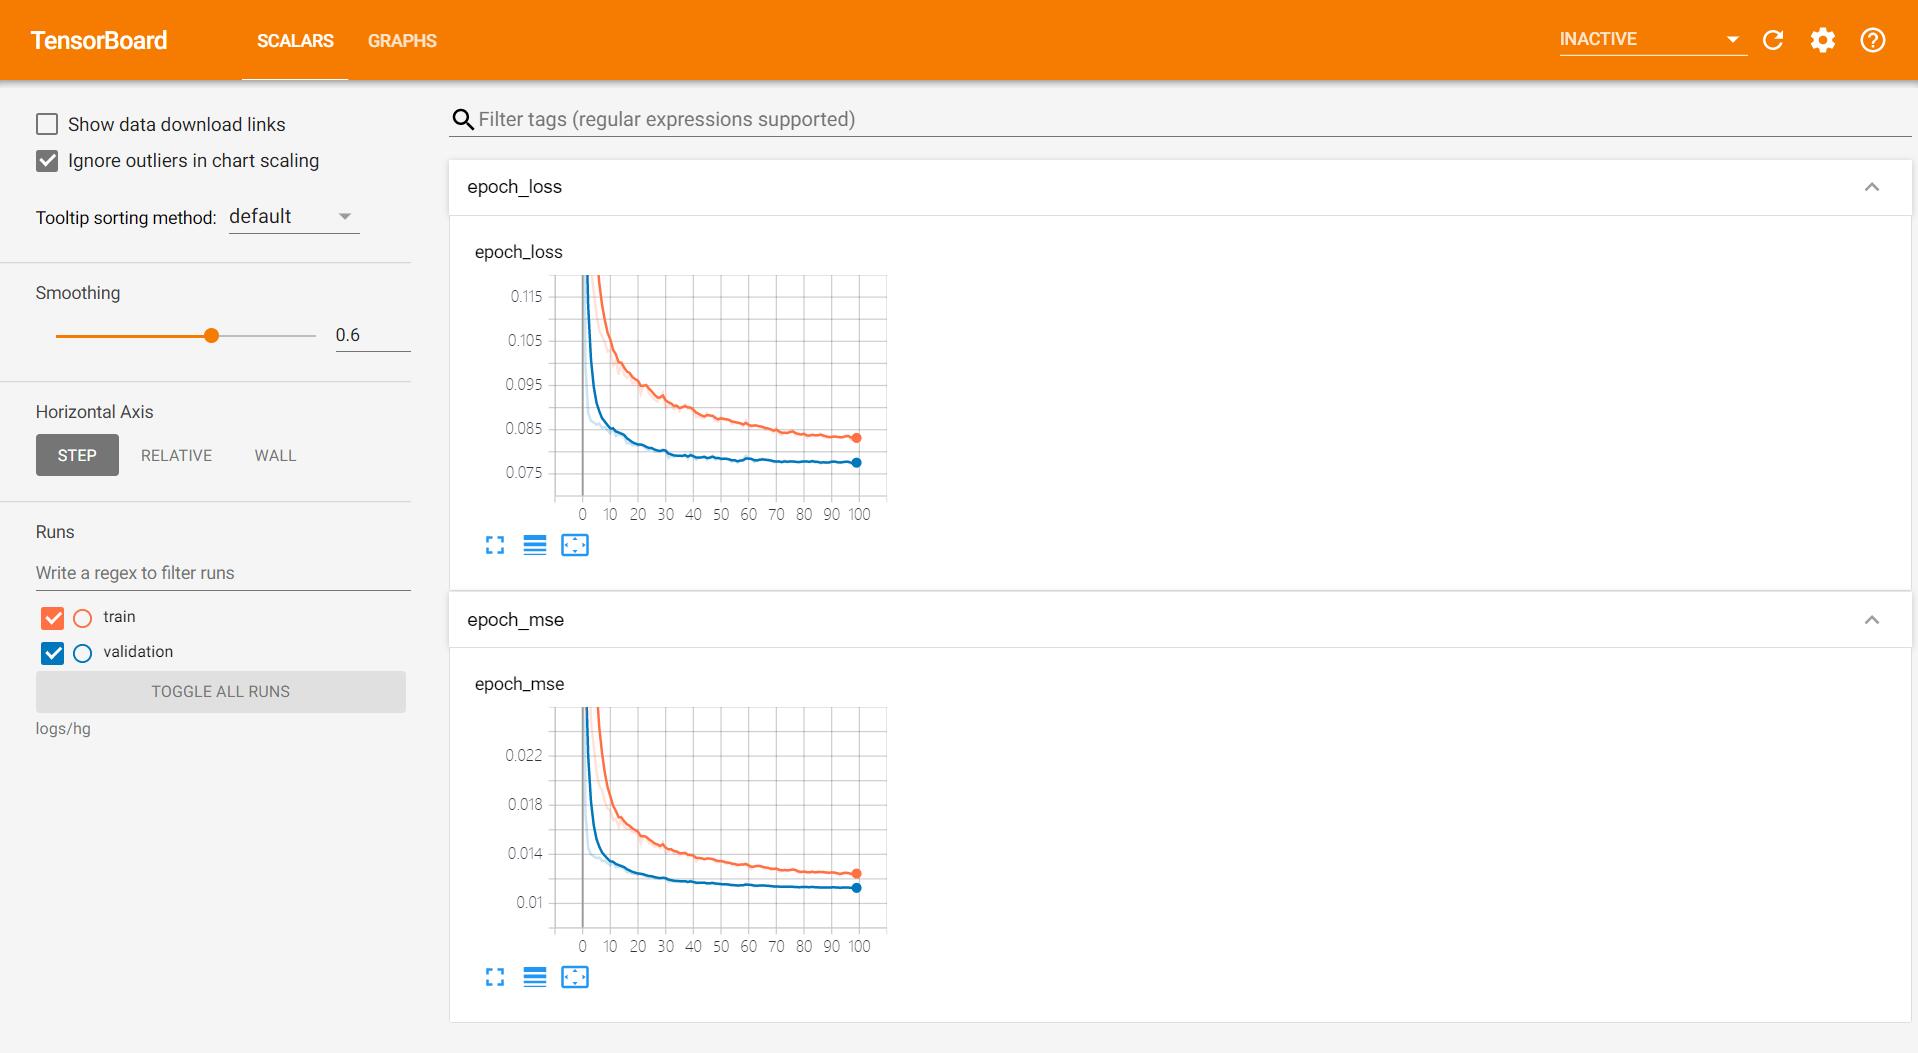 TensorBoard SCALARS GRAPHS INACTIVE
Show data download links
Ignore outliers in chart scaling
Tooltip sorting method: default
Smoothing
0.6
Horizontal Axis
STEP RELATIVE WALL
Runs
Write a regex to filter runs
train
validation
TOGGLE ALL RUNS
logs/hg
Filter tags (regular expressions supported)
epoch_loss
epoch_loss
0.115
0.105
0.095
0.085
0.075
0 10 20 30 40 50 60 70 80 90 100
epoch_mse
epoch_mse
0.022
0.018
0.014
0.01
0 10 20 30 40 50 60 70 80 90 100